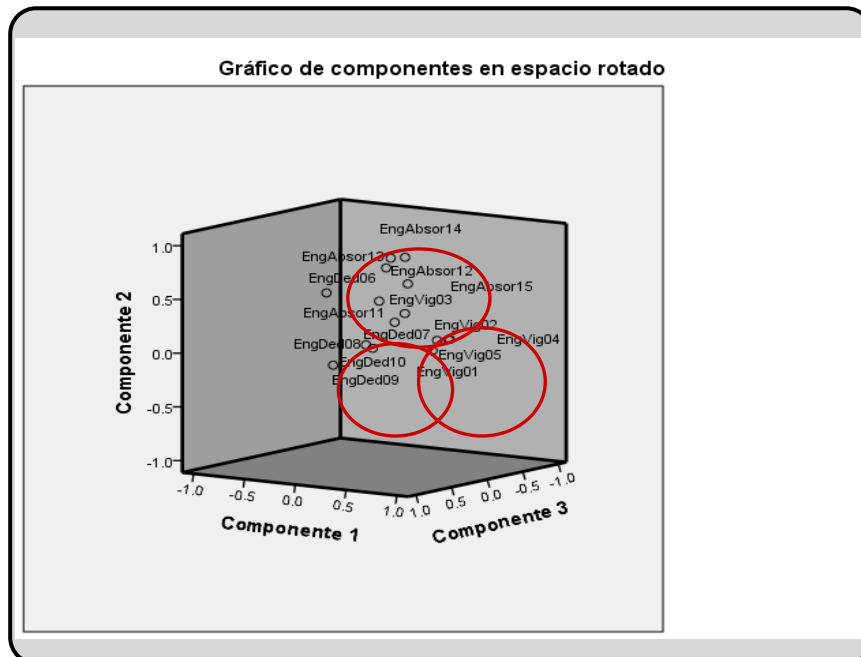 Gráfico de componentes en espacio rotado
EngAbsor14
EngAbsor13
EngAbsor12
EngDed06
EngAbsor15
EngVig03
EngAbsor11
EngVig02
EngDed07
EngVig04
EngDed08
EngVig05
EngDed10
EngVig01
EngDed09
Componente 2
1.0
0.5
0.0
-0.5
-1.0
-1.0
-0.5
0.0
0.5
1.0
Componente 1
1.0
0.5
0.0
-0.5
-1.0
Componente 3